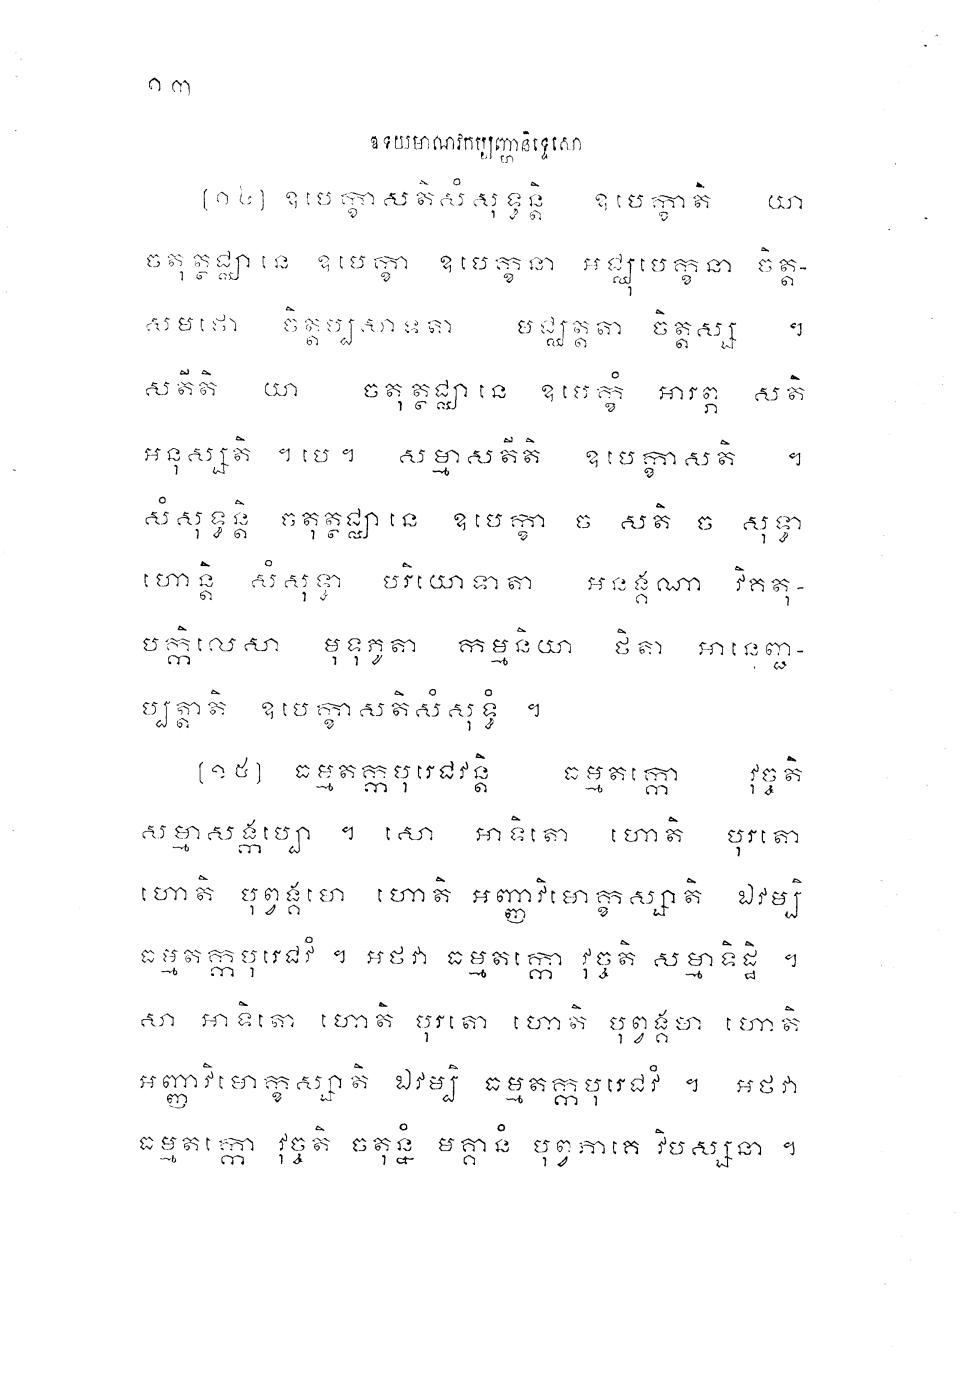 ១៣
ឧទយមាណវកប្បញ្ហានិទ្ទេសោ
(១៤) ឧបេក្ខាសតិសំសុទ្ធន្តិ ឧបេក្ខាតិ យា
ចតុត្ថជ្ឈានេ ឧបេក្ខា ឧបេក្ខនា អជ្ឈុបេក្ខនា ចិត្ត-
សមថោ ចិត្តប្បសាទតា មជ្ឈត្តតា ចិត្តស្ស ។
សតីតិ យា ចតុត្ថជ្ឈានេ ឧបេក្ខំ អារព្ភ សតិ
អនុស្សតិ ។បេ។ សម្មាសតីតិ ឧបេក្ខាសតិ ។
សំសុទ្ធន្តិ ចតុត្ថជ្ឈានេ ឧបេក្ខា ច សតិ ច សុទ្ធា
ហោន្តិ សំសុទ្ធា បរិយោទាតា អនង្គណា វិគតុ-
បក្កិលេសា មុទុភូតា កម្មនិយា ឋិតា អានេញ្ជ-
ប្បត្តាតិ ឧបេក្ខាសតិសំសុទ្ធំ ។
(១៥) ធម្មតក្កបុរេជវន្តិ ធម្មតក្កោ វុច្ចតិ
សម្មាសង្កប្បោ ។ សោ អាទិតោ ហោតិ បុរតោ
ហោតិ បុព្វង្គមោ ហោតិ អញ្ញាវិមោក្ខស្សាតិ ឯវម្បិ
ធម្មតក្កបុរេជវំ ។ អថវា ធម្មតក្កោ វុច្ចតិ សម្មាទិដ្ឋិ ។
សា អាទិតោ ហោតិ បុរតោ ហោតិ បុព្វង្គមា ហោតិ
អញ្ញាវិមោក្ខស្សាតិ ឯវម្បិ ធម្មតក្កបុរេជវំ ។ អថវា
ធម្មតក្កោ វុច្ចតិ ចតុន្នំ មគ្គានំ បុព្វភាគេ វិបស្សនា ។